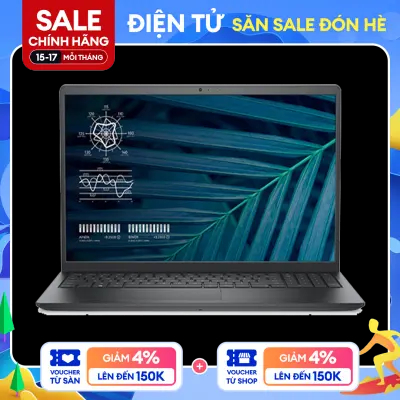 SALE
CHÍNH HÃNG
15-17 MỖI THÁNG
ĐIỆN TỬ SĂN SALE ĐÓN HÈ
VOUCHER
TỪ SÀN
GIẢM 4%
LÊN ĐẾN 150K
+
VOUCHER
TỪ SHOP
GIẢM 4%
LÊN ĐẾN 150K